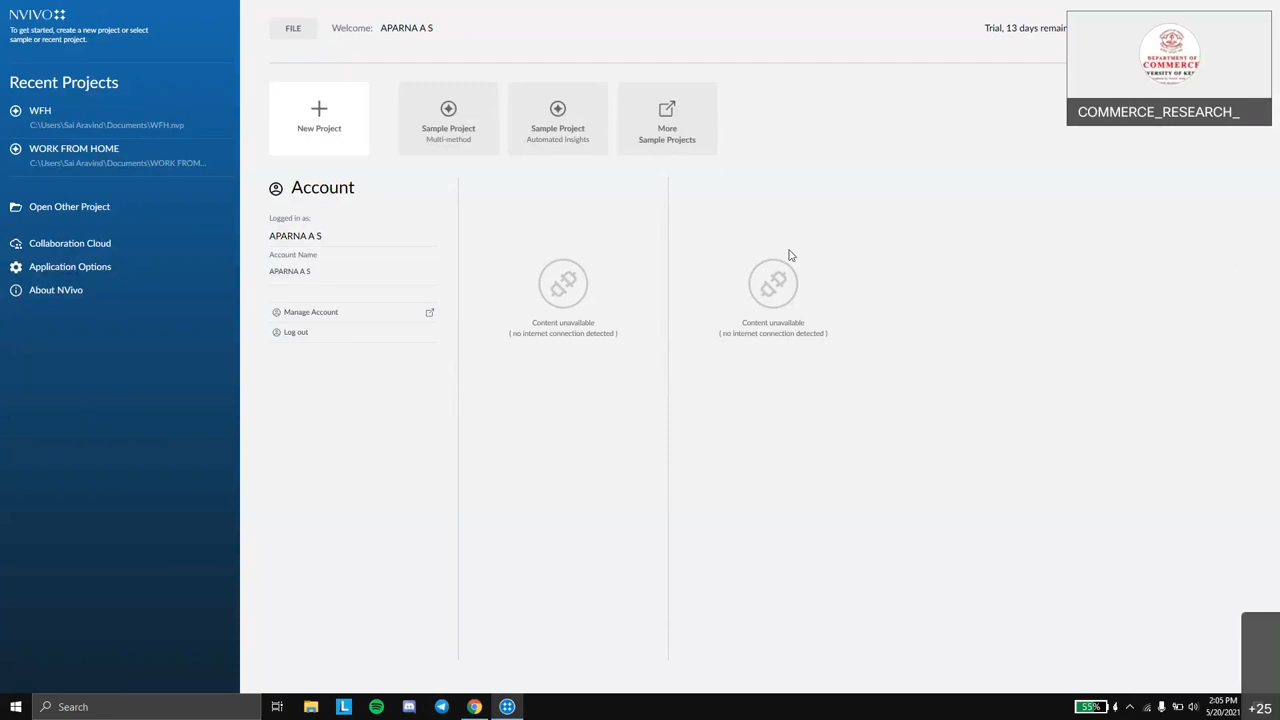 NVIVO
To get started, create a new project or select
sample or recent project.
Recent Projects
WFH
C:\Users\Sai Aravind\Documents\WFH.nvp
WORK FROM HOME
C:\Users\Sai Aravind\Documents\WORK FROM...
Open Other Project
Collaboration Cloud
Application Options
About NVivo
FILE
Welcome: APARNA A S
Trial, 13 days remain
New Project
Sample Project
Multi-method
Sample Project
Automated Insights
More
Sample Projects
Account
Logged in as:
APARNA A S
Account Name
APARNA A S
Manage Account
Log out
Content unavailable
( no internet connection detected )
Content unavailable
( no internet connection detected )
DEPARTMENT OF
COMMERCE_RESEARCH_
Search
55%
2:05 PM
5/20/2021
+25